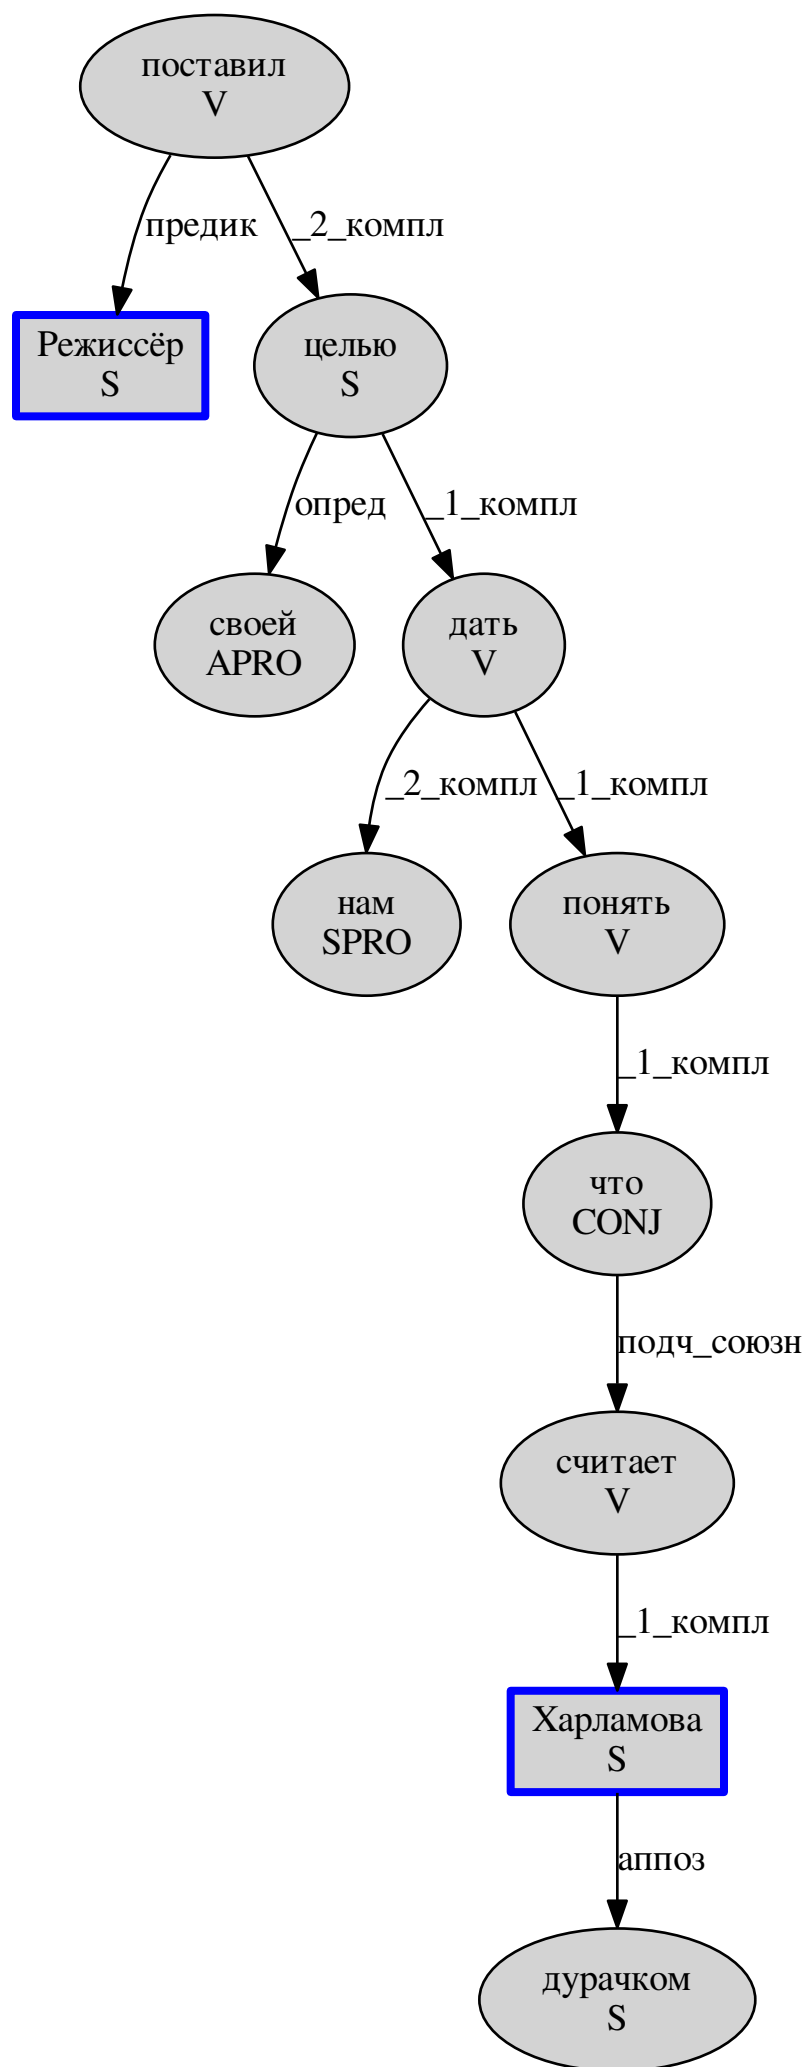 поставил
V
предик
_2_компл
Режиссёр
S
целью
S
опред
_1_компл
своей
APRO
дать
V
_2_компл
_1_компл
нам
SPRO
понять
V
_1_компл
что
CONJ
подч_союзн
считает
V
_1_компл
Харламова
S
аппоз
дурачком
S